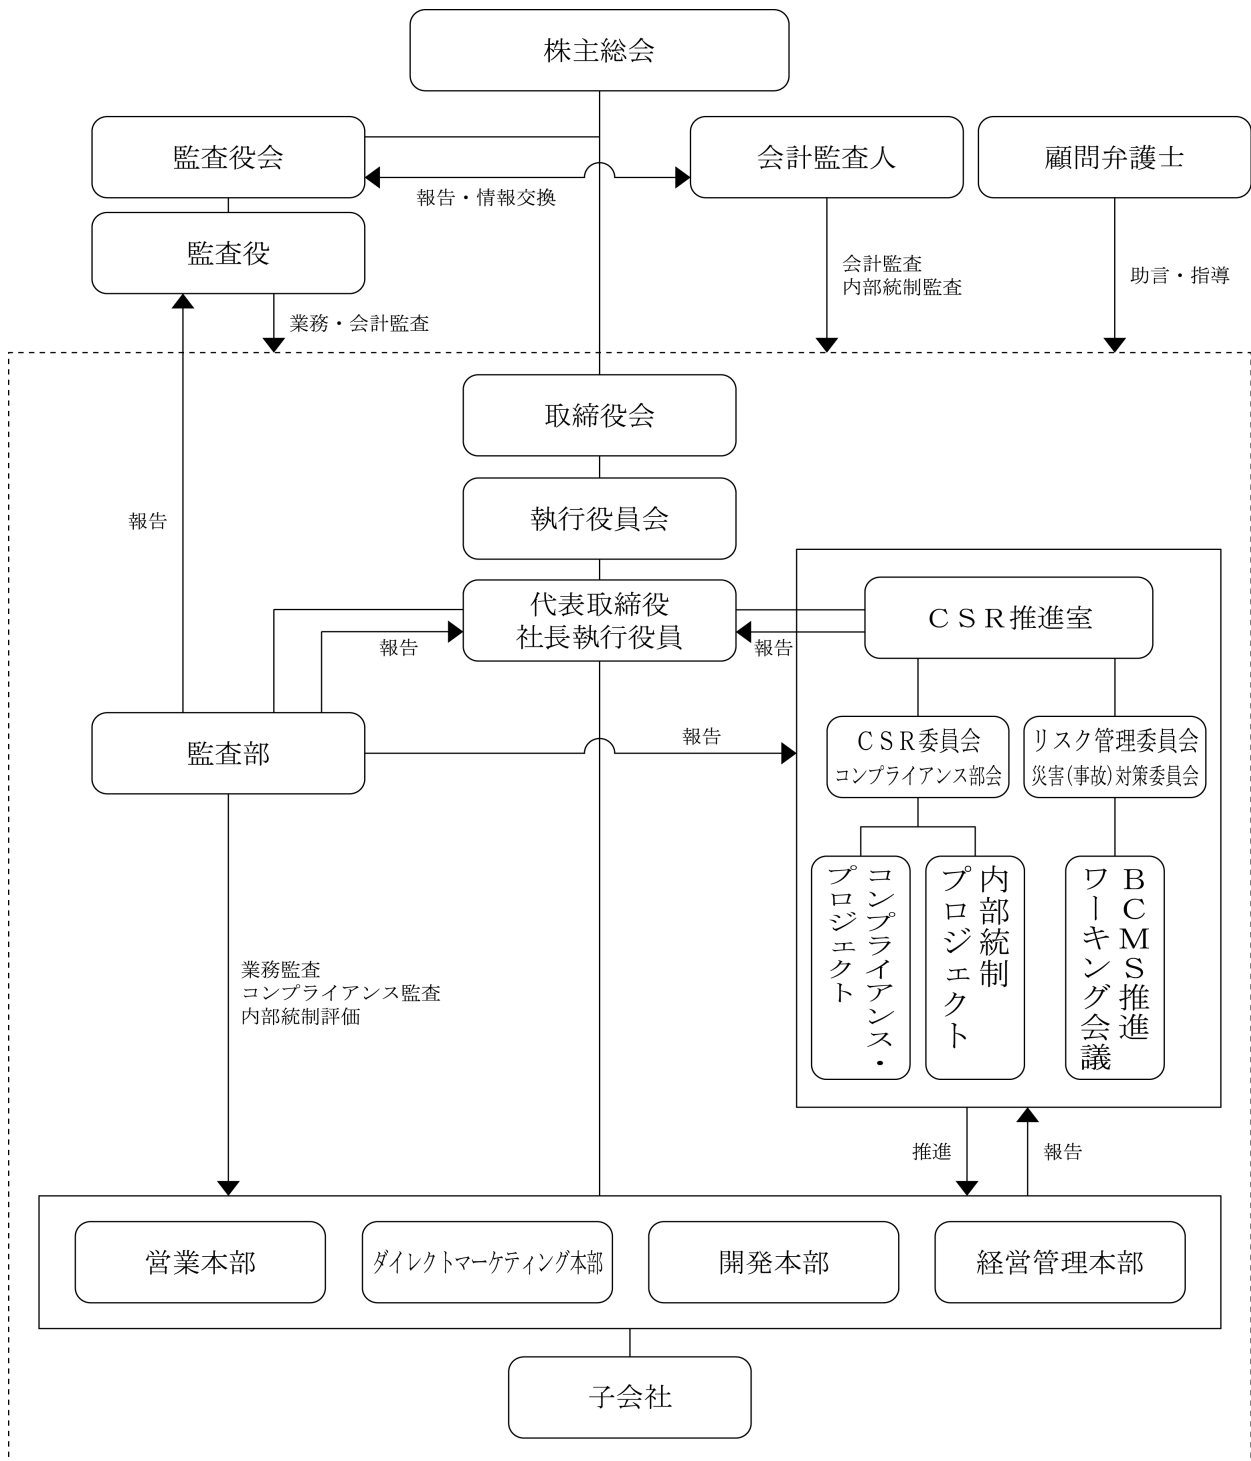 株主総会
監査役会
会計監査人
顧問弁護士
報告・情報交換
監査役
会計監査
内部統制監査
助言・指導
業務・会計監査
取締役会
執行役員会
報告
代表取締役
社長執行役員
CSR推進室
報告
報告
監査部
報告
CSR委員会
コンプライアンス部会
リスク管理委員会
災害(事故)対策委員会
コンプライアンス・
プロジェクト
内部統制
プロジェクト
BCMS推進
ワーキング会議
業務監査
コンプライアンス監査
内部統制評価
推進
報告
営業本部
ダイレクトマーケティング本部
開発本部
経営管理本部
子会社